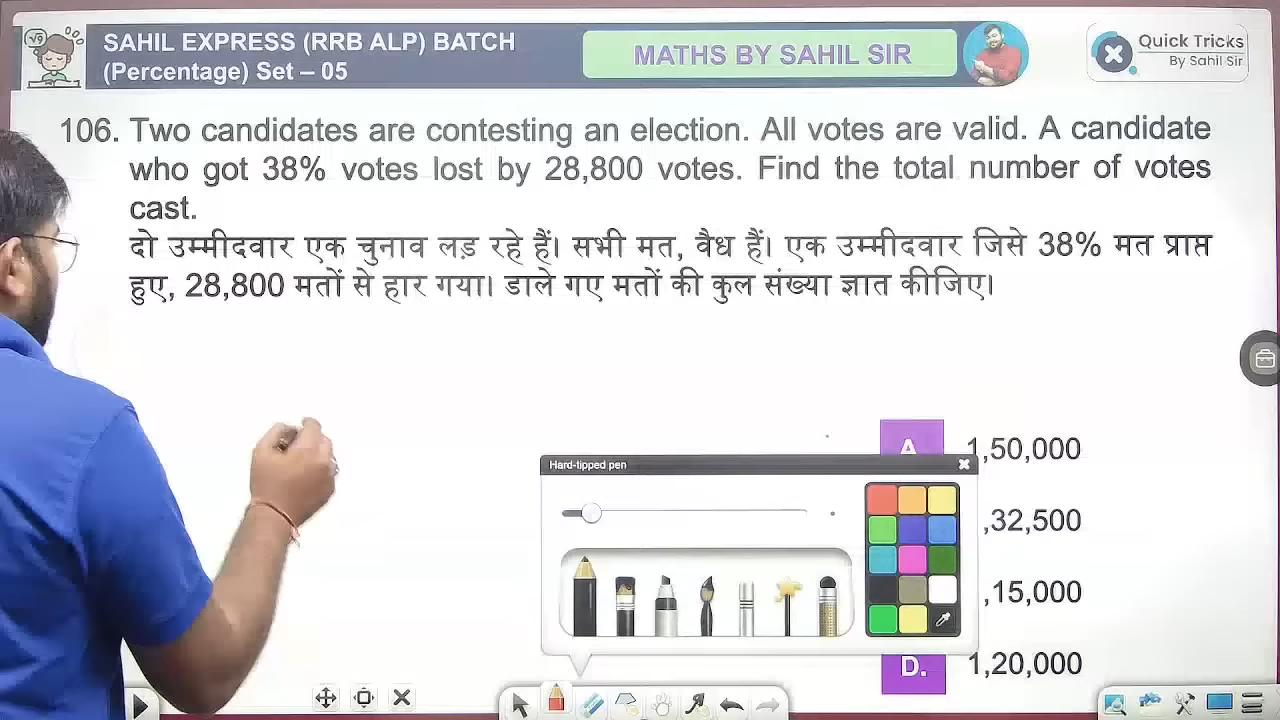 SAHIL EXPRESS (RRB ALP) BATCH
(Percentage) Set – 05
MATHS BY SAHIL SIR
Quick Tricks
By Sahil Sir
106. Two candidates are contesting an election. All votes are valid. A candidate
who got 38% votes lost by 28,800 votes. Find the total number of votes
cast.
दो उम्मीदवार एक चुनाव लड़ रहे हैं। सभी मत, वैध हैं। एक उम्मीदवार जिसे 38% मत प्राप्त
हुए, 28,800 मतों से हार गया। डाले गए मतों की कुल संख्या ज्ञात कीजिए।
A 1,50,000
Hard-tipped pen
,32,500
,15,000
D. 1,20,000